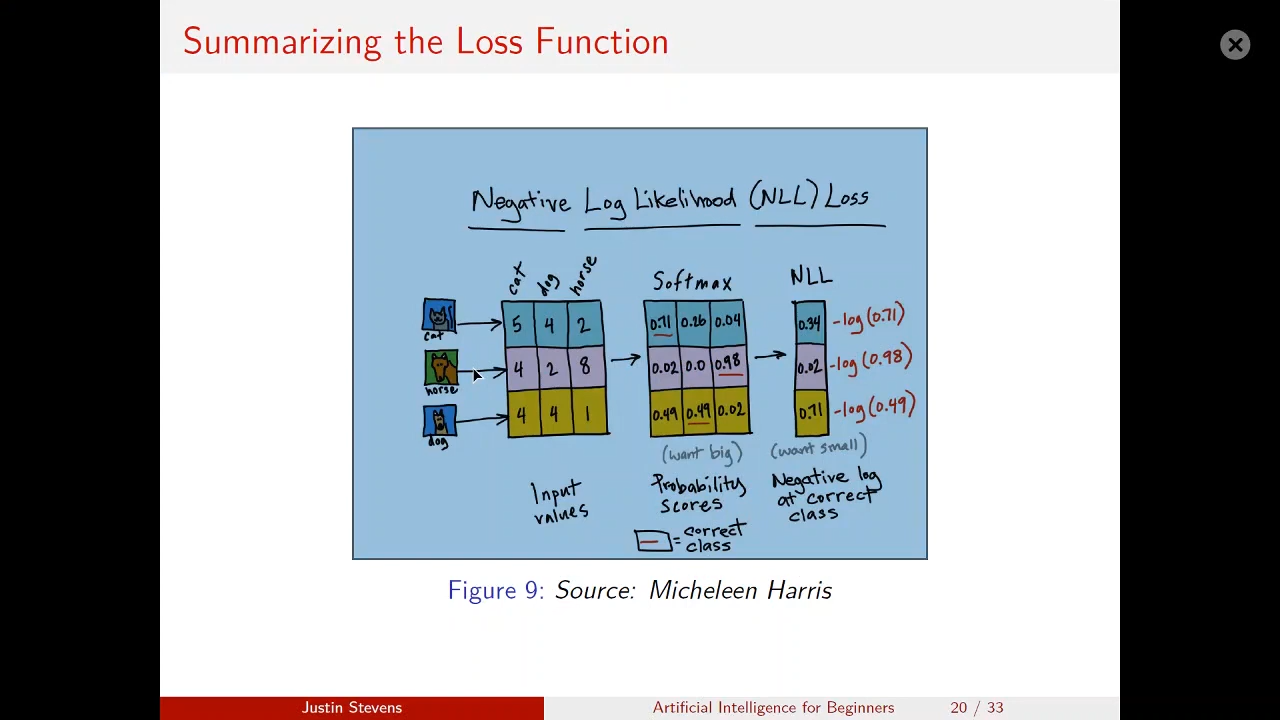 Summarizing the Loss Function
Negative Log Likelihood (NLL) Loss
cat dog horse
Softmax
NLL
cat
5 4 2
0.71 0.26 0.04
0.34 -log(0.71)
horse
4 2 8
0.02 0.0 0.98
0.02 -log(0.98)
dog
4 4 1
0.49 0.49 0.02
0.71 -log(0.49)
(want big)
(want small)
Input
values
Probability
scores
Negative log
at correct
class
= correct
class
Figure 9: Source: Micheleen Harris
Justin Stevens
Artificial Intelligence for Beginners
20 / 33